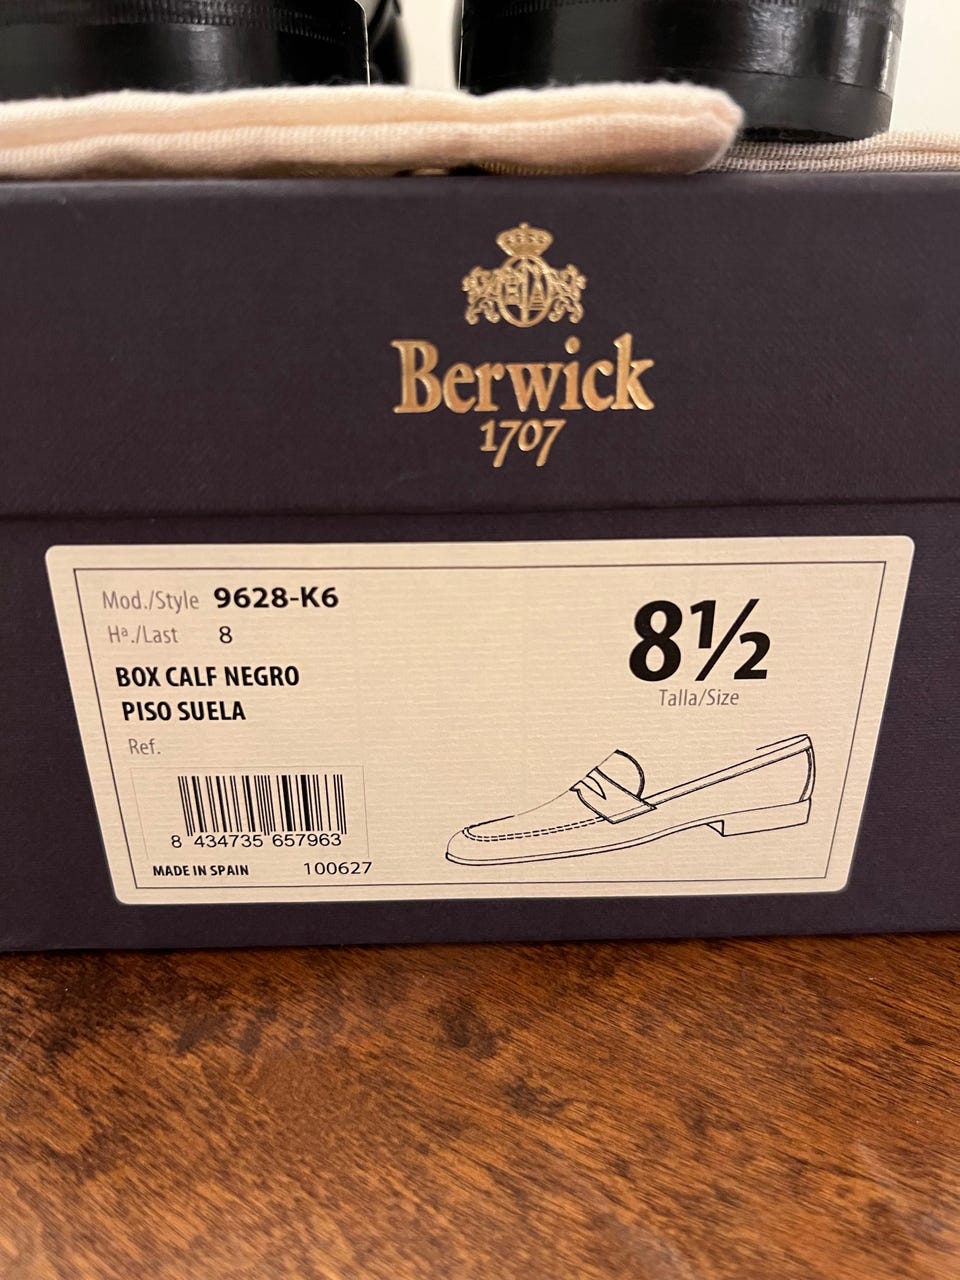 Berwick
1707
Mod./Style 9628-K6
Hª./Last 8
BOX CALF NEGRO
PISO SUELA
Ref.
8 434735 657963
MADE IN SPAIN 100627
8½
Talla/Size